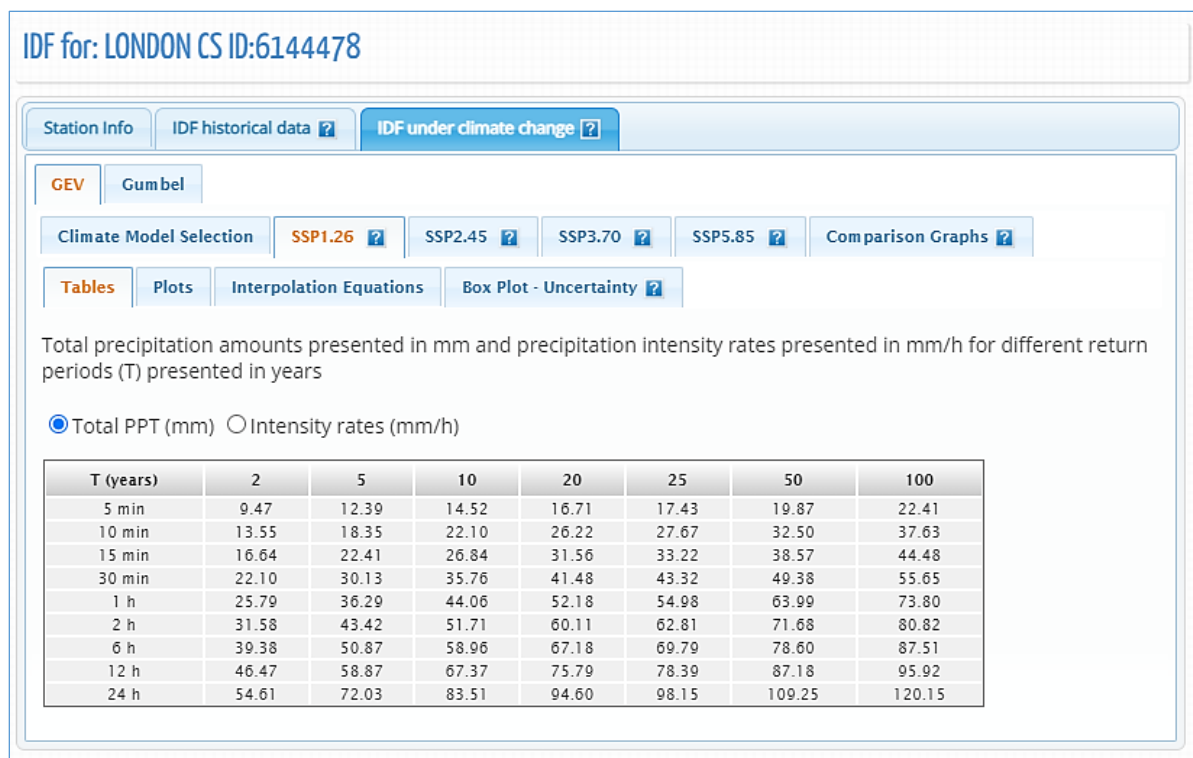 IDF for: LONDON CS ID:6144478
Station Info IDF historical data ? IDF under climate change ?
GEV Gumbel
Climate Model Selection SSP1.26 ? SSP2.45 ? SSP3.70 ? SSP5.85 ? Comparison Graphs ?
Tables Plots Interpolation Equations Box Plot - Uncertainty ?
Total precipitation amounts presented in mm and precipitation intensity rates presented in mm/h for different return
periods (T) presented in years
Total PPT (mm) Intensity rates (mm/h)
T (years) 2 5 10 20 25 50 100
5 min 9.47 12.39 14.52 16.71 17.43 19.87 22.41
10 min 13.55 18.35 22.10 26.22 27.67 32.50 37.63
15 min 16.64 22.41 26.84 31.56 33.22 38.57 44.48
30 min 22.10 30.13 35.76 41.48 43.32 49.38 55.65
1 h 25.79 36.29 44.06 52.18 54.98 63.99 73.80
2 h 31.58 43.42 51.71 60.11 62.81 71.68 80.82
6 h 39.38 50.87 58.96 67.18 69.79 78.60 87.51
12 h 46.47 58.87 67.37 75.79 78.39 87.18 95.92
24 h 54.61 72.03 83.51 94.60 98.15 109.25 120.15